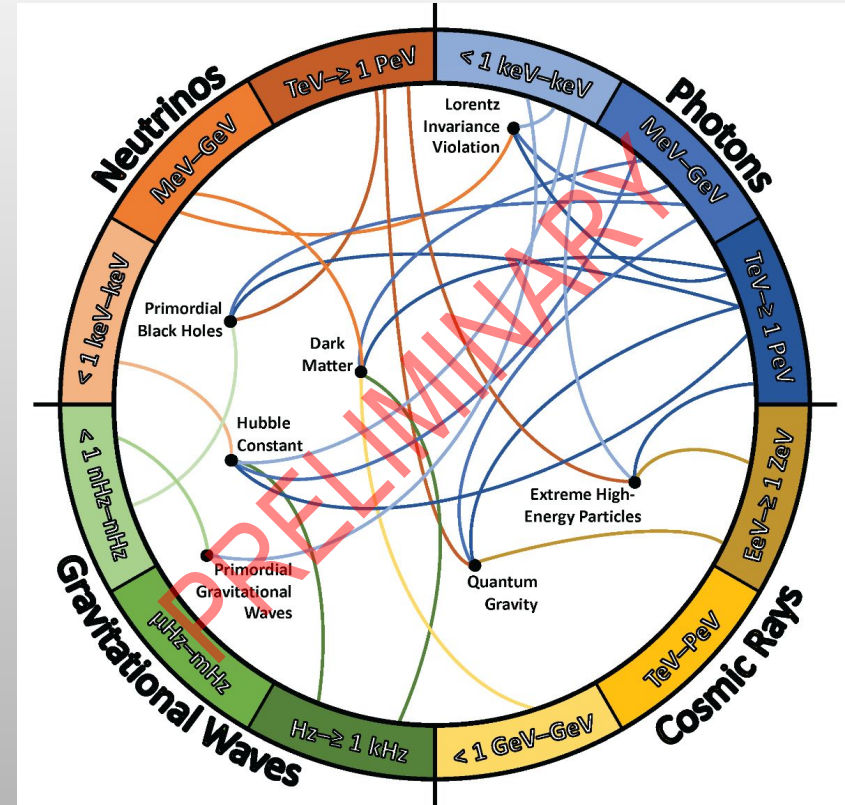 Neutrinos
Photons
TeV–≥ 1 PeV
< 1 keV–keV
MeV–GeV
MeV–GeV
< 1 keV–keV
TeV–≥ 1 PeV
Lorentz
Invariance
Violation
Primordial
Black Holes
Dark
Matter
Hubble
Constant
Extreme High-
Energy Particles
Primordial
Gravitational
Waves
Quantum
Gravity
PRELIMINARY
< 1 nHz–nHz
EeV–≥ 1 ZeV
μHz–mHz
TeV–PeV
Hz–≥ 1 kHz
< 1 GeV–GeV
Gravitational Waves
Cosmic Rays